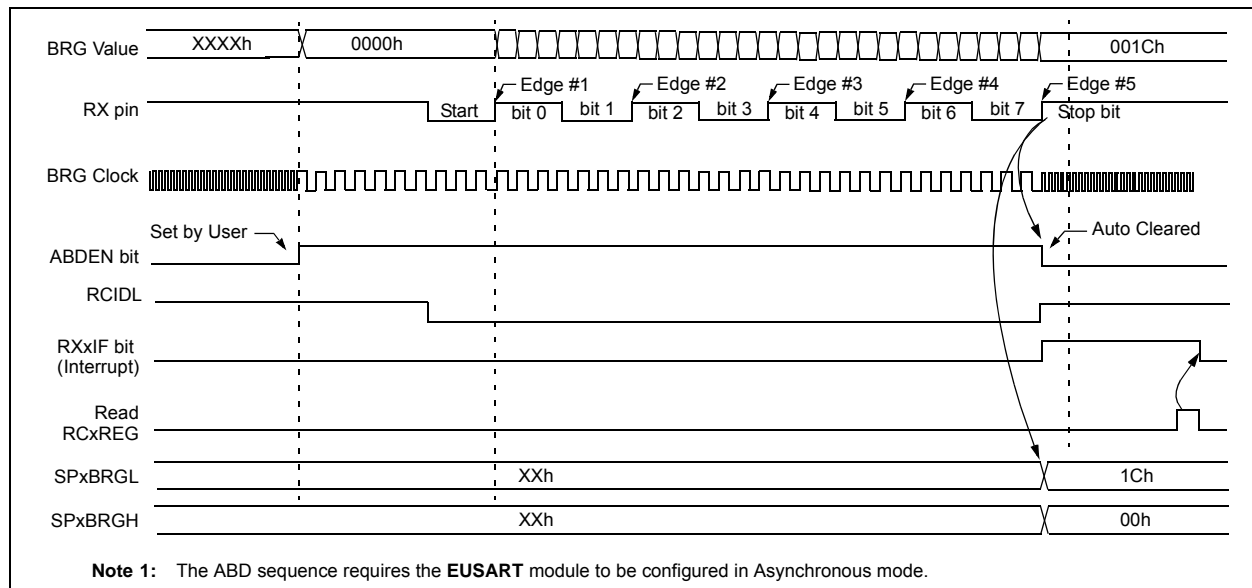 BRG Value XXXXh 0000h 001Ch
Edge #1 Edge #2 Edge #3 Edge #4 Edge #5
RX pin Start bit 0 bit 1 bit 2 bit 3 bit 4 bit 5 bit 6 bit 7 Stop bit
BRG Clock
Set by User Auto Cleared
ABDEN bit
RCIDL
RXxIF bit
(Interrupt)
Read
RCxREG
SPxBRGL XXh 1Ch
SPxBRGH XXh 00h
Note 1: The ABD sequence requires the EUSART module to be configured in Asynchronous mode.